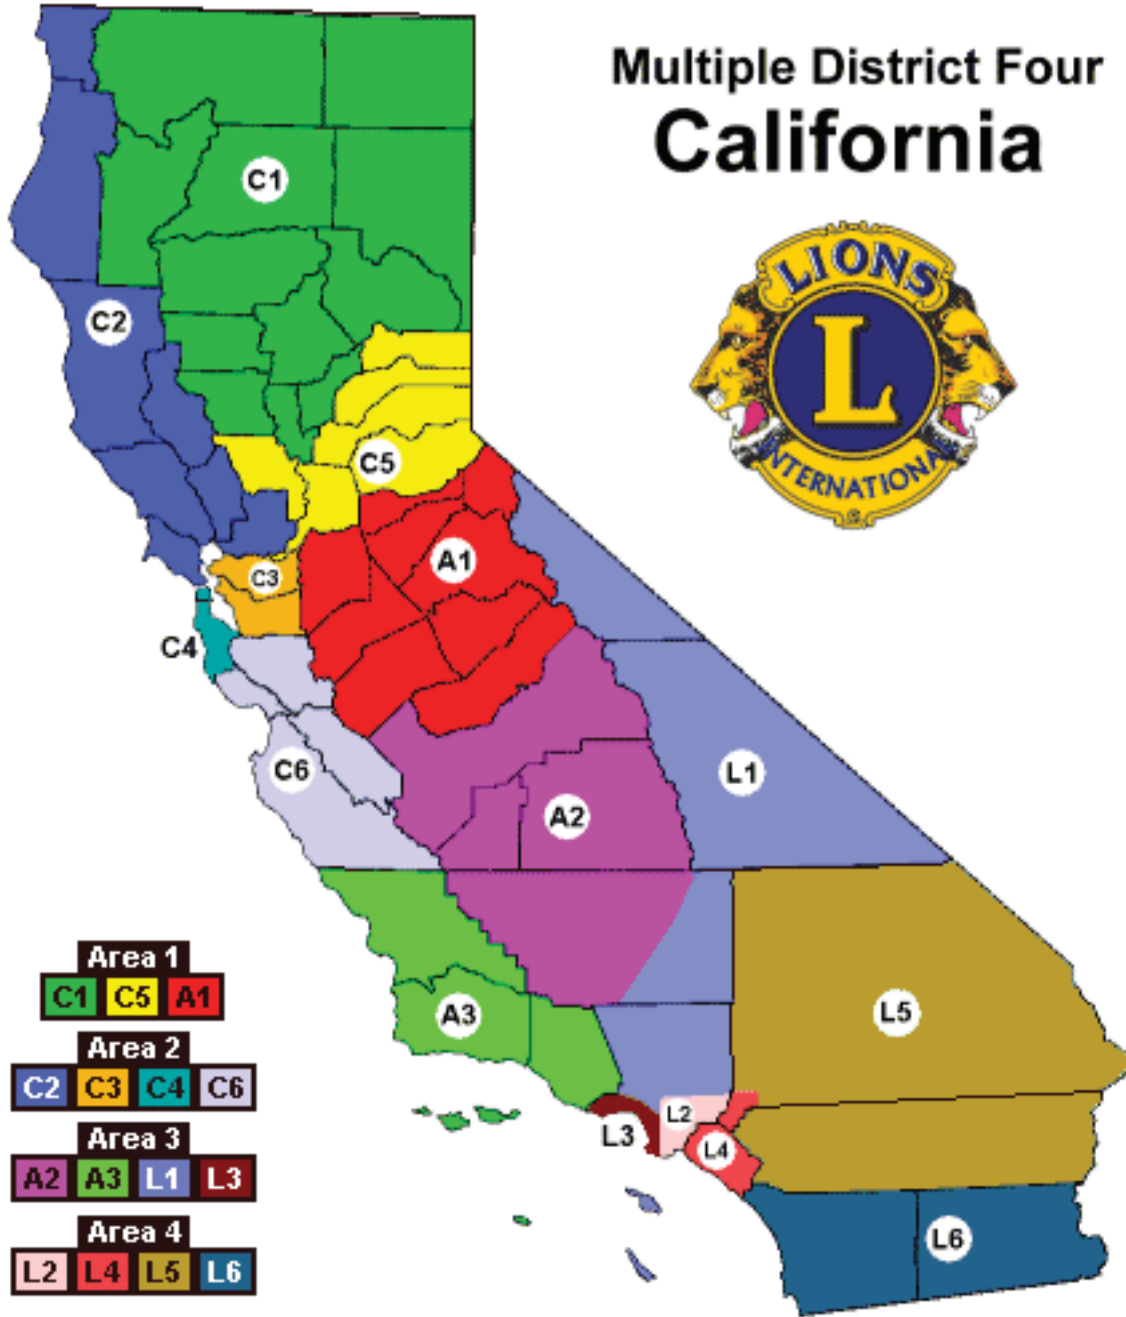 Multiple District Four
California
LIONS
L
INTERNATIONAL
C1
C2
C5
C3
A1
C4
C6
L1
A2
L5
A3
L2
L3
L4
L6
Area 1
C1 C5 A1
Area 2
C2 C3 C4 C6
Area 3
A2 A3 L1 L3
Area 4
L2 L4 L5 L6